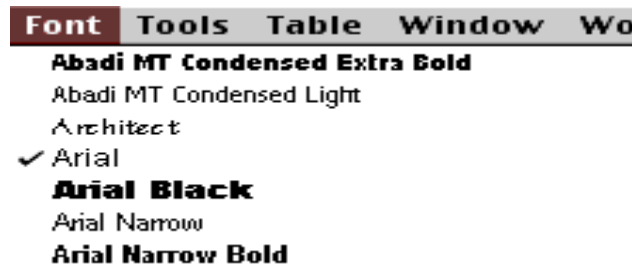 Font Tools Table Window Wo
Abadi MT Condensed Extra Bold
Abadi MT Condensed Light
Architect
✓ Arial
Arial Black
Arial Narrow
Arial Narrow Bold